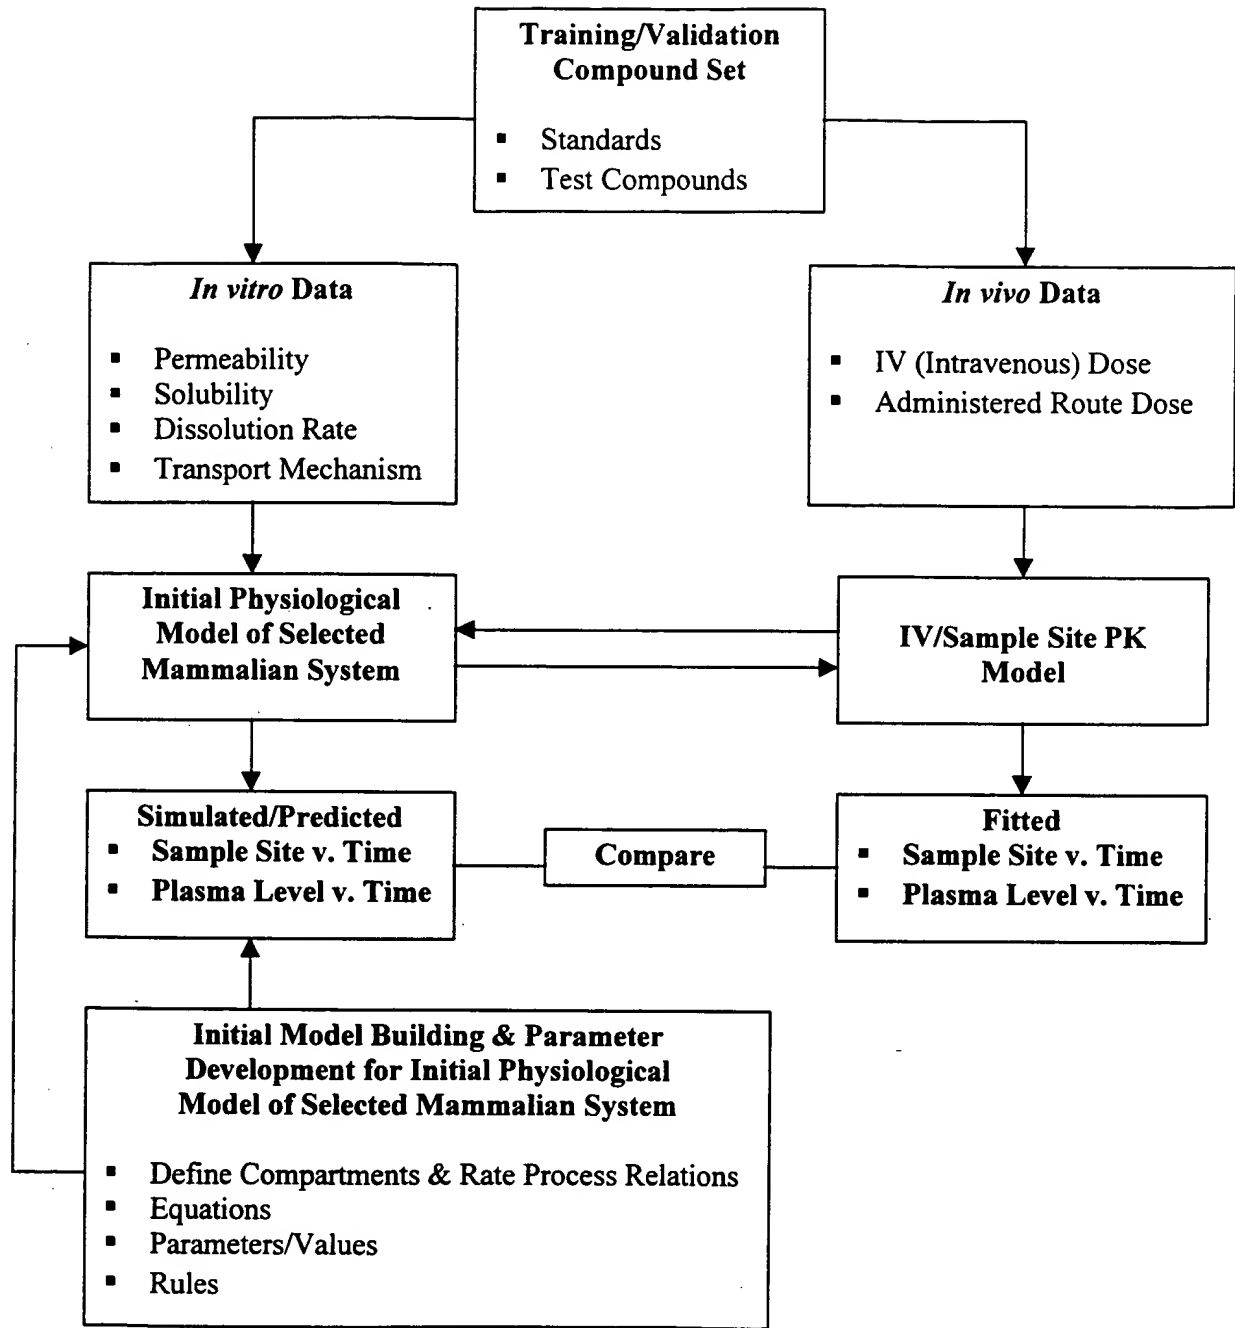 Training/Validation
Compound Set
▪ Standards
▪ Test Compounds
In vitro Data
▪ Permeability
▪ Solubility
▪ Dissolution Rate
▪ Transport Mechanism
In vivo Data
▪ IV (Intravenous) Dose
▪ Administered Route Dose
Initial Physiological
Model of Selected
Mammalian System
IV/Sample Site PK
Model
Simulated/Predicted
▪ Sample Site v. Time
▪ Plasma Level v. Time
Compare
Fitted
▪ Sample Site v. Time
▪ Plasma Level v. Time
Initial Model Building & Parameter
Development for Initial Physiological
Model of Selected Mammalian System
▪ Define Compartments & Rate Process Relations
▪ Equations
▪ Parameters/Values
▪ Rules